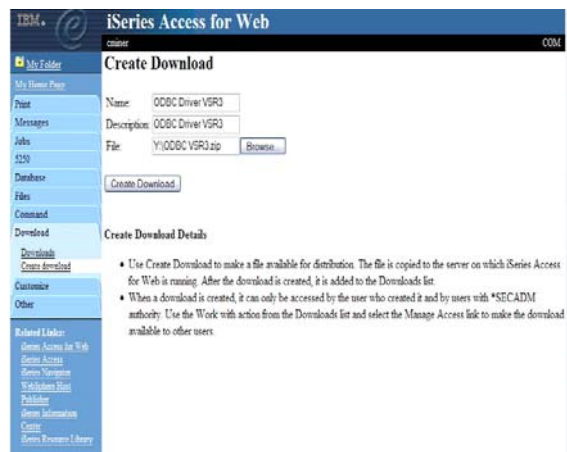 IBM.
iSeries Access for Web
cminer
COM
My Folder
My Home Page
Print
Messages
Jobs
5250
Database
Files
Command
Download
Downloads
Create download
Customize
Other
Related Links:
iSeries Access for Web
iSeries Access
iSeries Navigator
WebSphere Host
Publisher
iSeries Information
Center
iSeries Resource Library
Create Download
Name: ODBC Driver V5R3
Description: ODBC Driver V5R3
File: Y:\ODBC V5R3.zip Browse...
Create Download
Create Download Details
• Use Create Download to make a file available for distribution. The file is copied to the server on which iSeries Access
for Web is running. After the download is created, it is added to the Downloads list.
• When a download is created, it can only be accessed by the user who created it and by users with *SECADM
authority. Use the Work with action from the Downloads list and select the Manage Access link to make the download
available to other users.